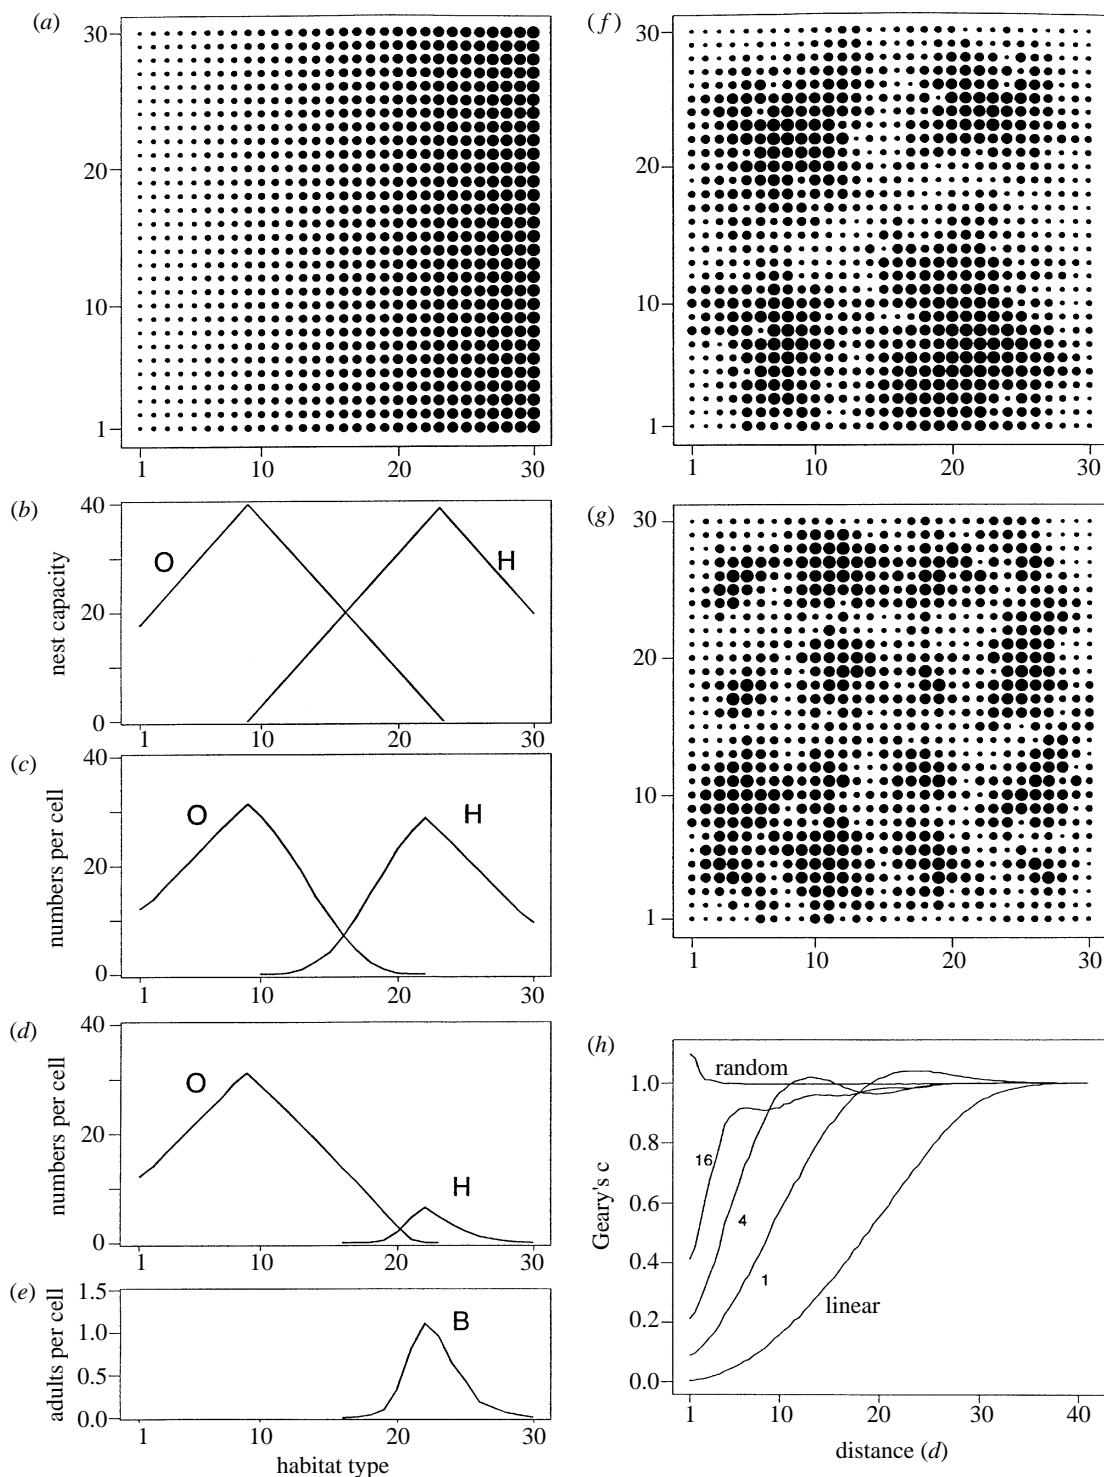 (a)
30
20
10
1
1 10 20 30
(b)
nest capacity
40
20
0
O
H
1 10 20 30
(c)
numbers per cell
40
20
0
O
H
1 10 20 30
(d)
numbers per cell
40
20
0
O
H
1 10 20 30
(e)
adults per cell
1.5
1.0
0.5
0.0
B
1 10 20 30
habitat type
(f)
30
20
10
1
1 10 20 30
(g)
30
20
10
1
1 10 20 30
(h)
Geary's c
1.0
0.8
0.6
0.4
0.2
0.0
random
16
4
1
linear
1 10 20 30 40
distance (d)